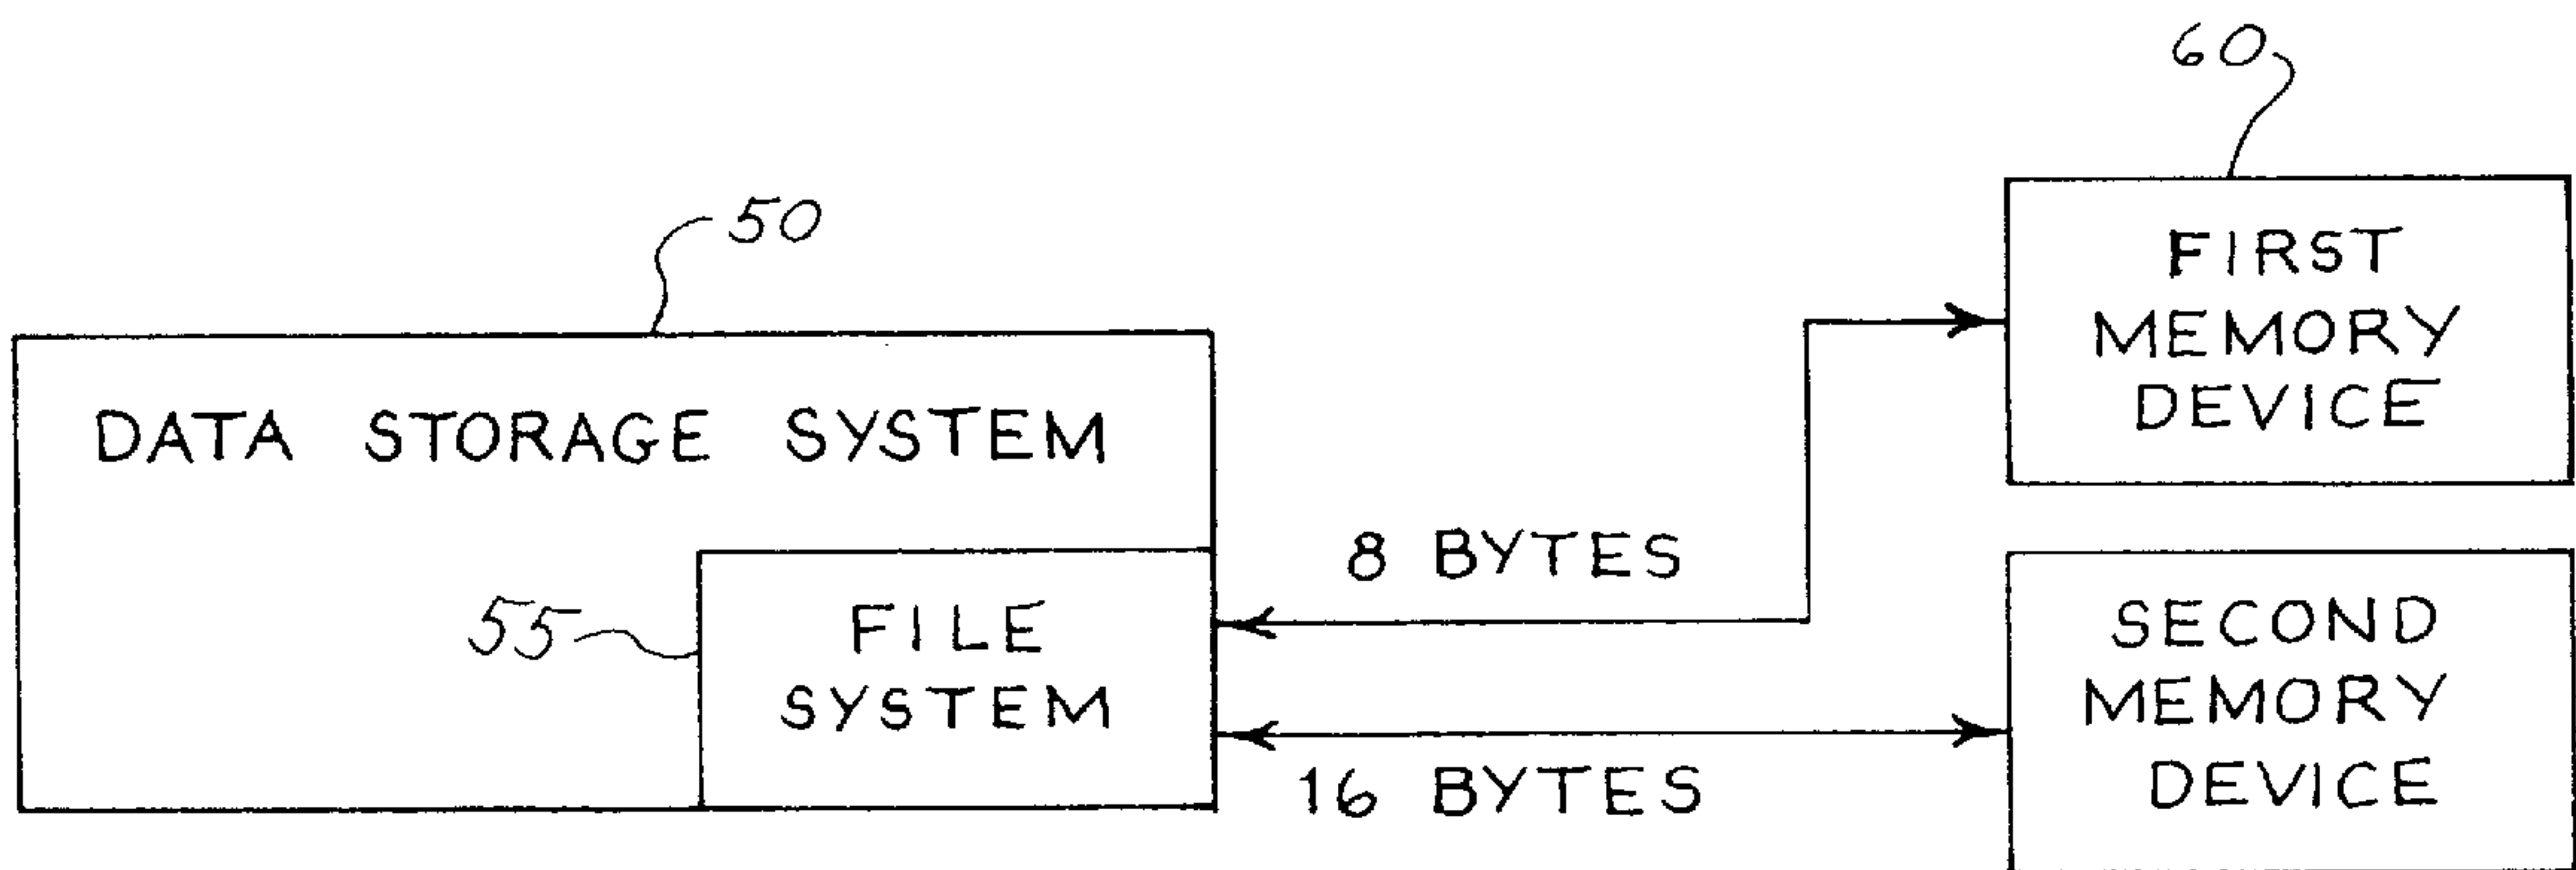 60
50
FIRST
MEMORY
DEVICE
DATA STORAGE SYSTEM
8 BYTES
55
FILE
SYSTEM
SECOND
MEMORY
DEVICE
16 BYTES